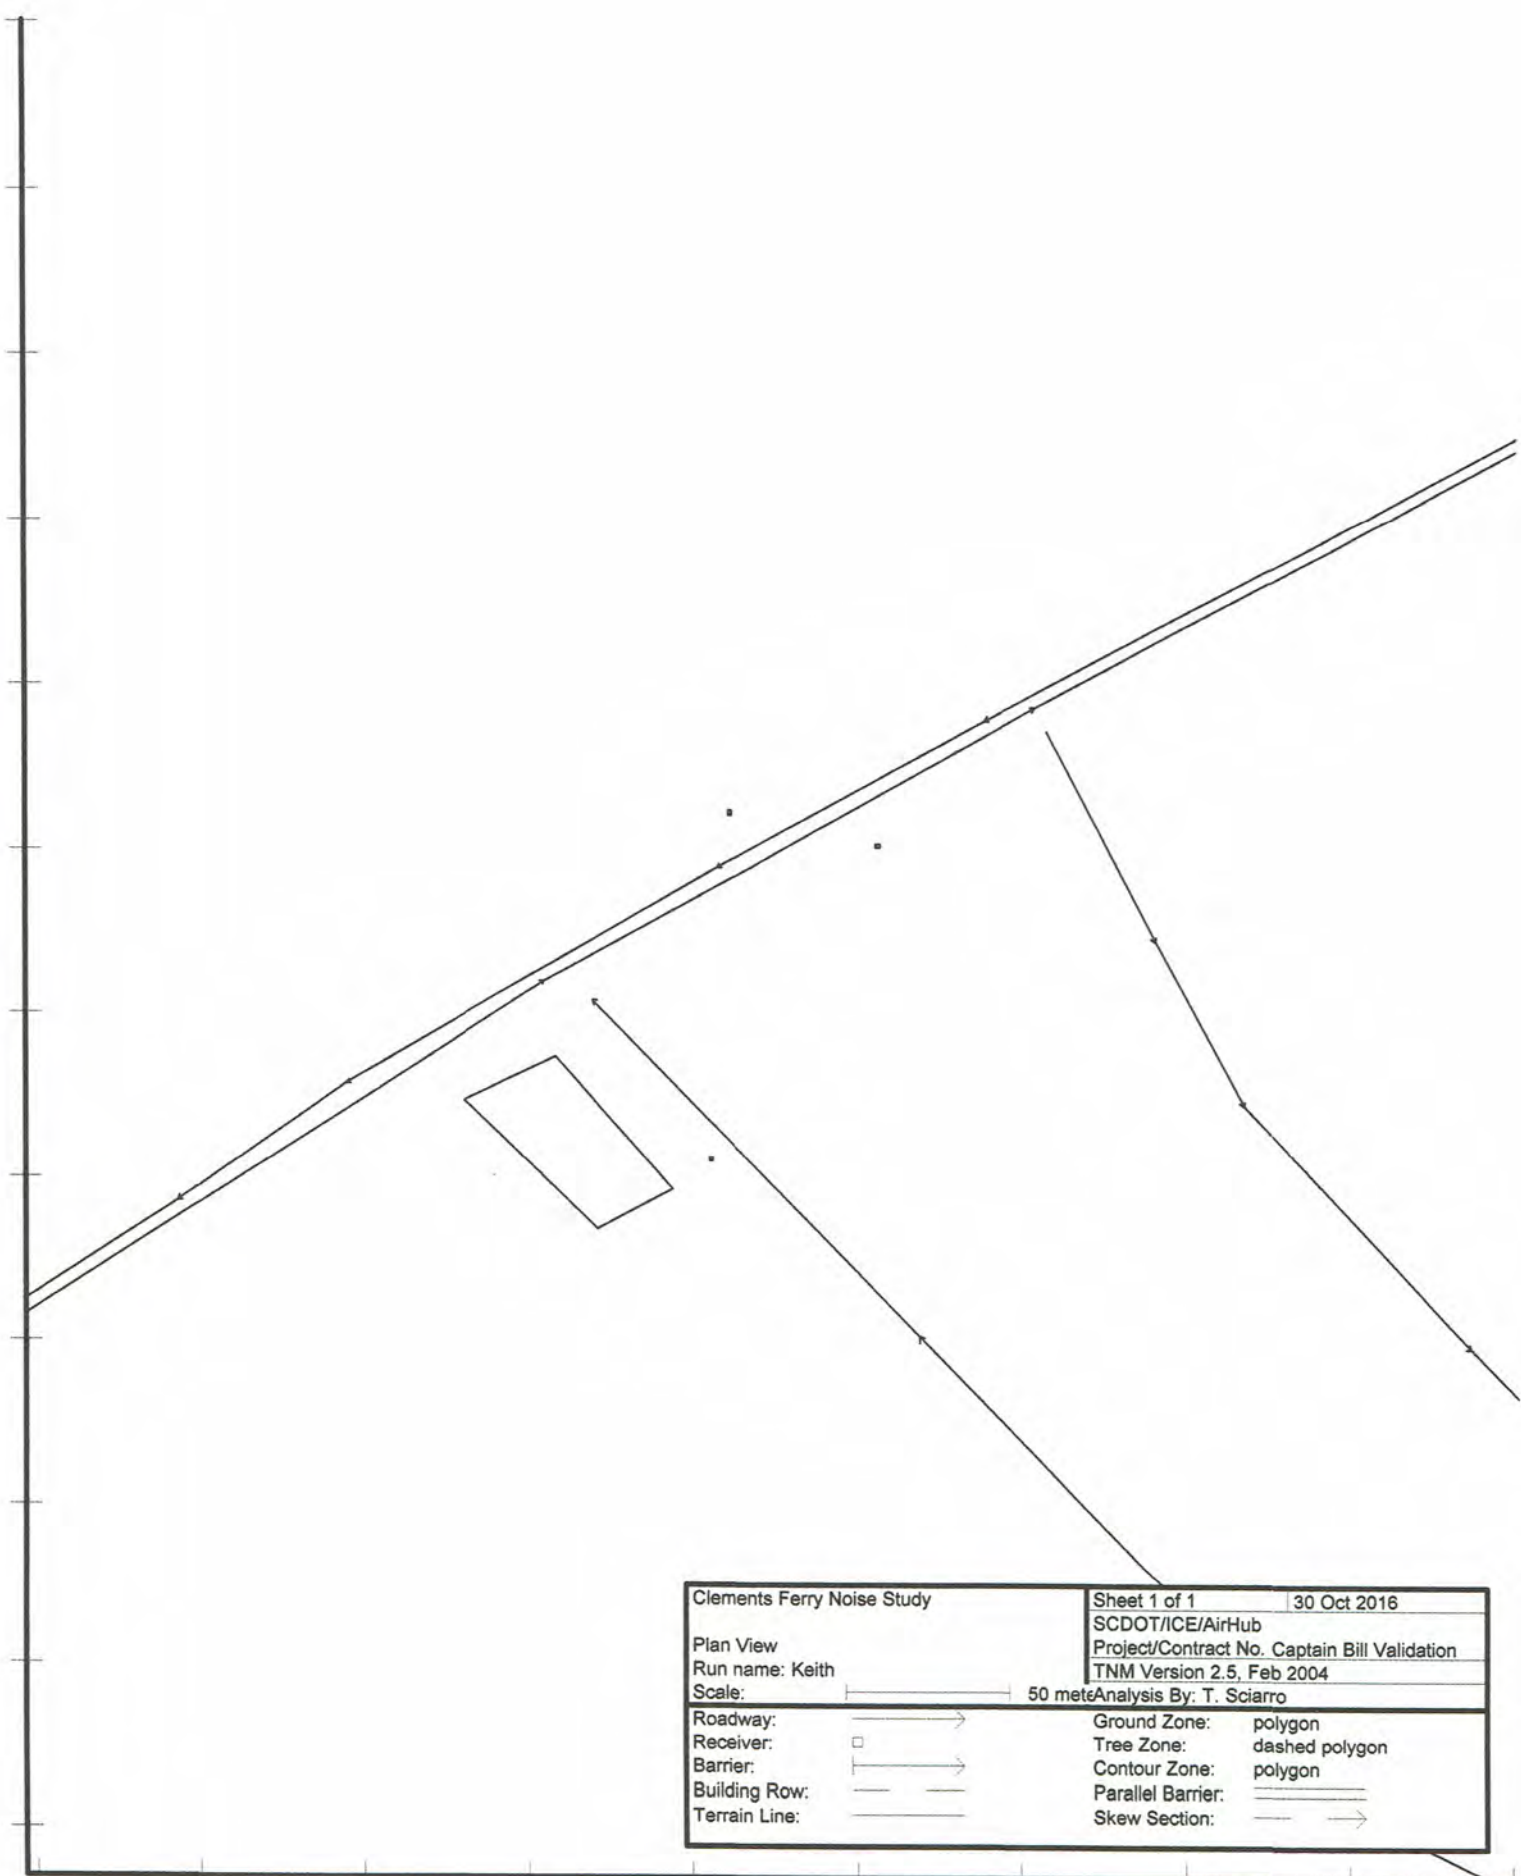 Clements Ferry Noise Study
Plan View
Run name: Keith
Scale: 50 mete
Sheet 1 of 1 30 Oct 2016
SCDOT/ICE/AirHub
Project/Contract No. Captain Bill Validation
TNM Version 2.5, Feb 2004
Analysis By: T. Sciarro
Roadway:
Receiver:
Barrier:
Building Row:
Terrain Line:
Ground Zone: polygon
Tree Zone: dashed polygon
Contour Zone: polygon
Parallel Barrier:
Skew Section: